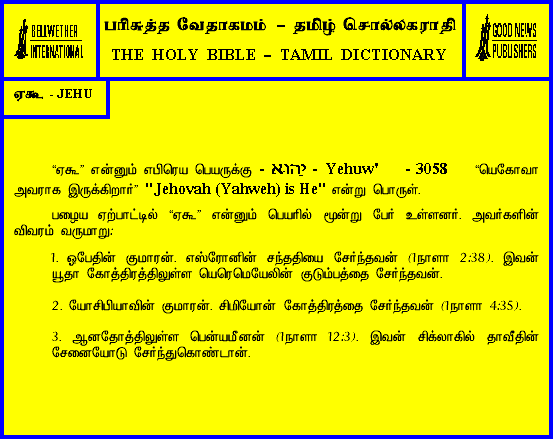 BELLWETHER
INTERNATIONAL
பரிசுத்த வேதாகமம் – தமிழ் சொல்லகராதி
THE HOLY BIBLE – TAMIL DICTIONARY
GOOD NEWS
PUBLISHERS
ஏகூ - JEHU
“ஏகூ” என்னும் எபிரெய பெயருக்கு - יהוּא - Yehuw' - 3058 “யெகோவா
அவராக இருக்கிறார்” "Jehovah (Yahweh) is He" என்று பொருள்.
பழைய ஏற்பாட்டில் “ஏகூ” என்னும் பெயரில் மூன்று பேர் உள்ளனர். அவர்களின்
விவரம் வருமாறு:
1. ஓபேதின் குமாரன். எஸ்ரோனின் சந்ததியை சேர்ந்தவன் (1நாளா 2:38). இவன்
யூதா கோத்திரத்திலுள்ள யெரெமெயேலின் குடும்பத்தை சேர்ந்தவன்.
2. யோசிபியாவின் குமாரன். சிமியோன் கோத்திரத்தை சேர்ந்தவன் (1நாளா 4:35).
3. ஆனதோத்திலுள்ள பென்யமீனன் (1நாளா 12:3). இவன் சிக்லாகில் தாவீதின்
சேனையோடு சேர்ந்துகொண்டான்.